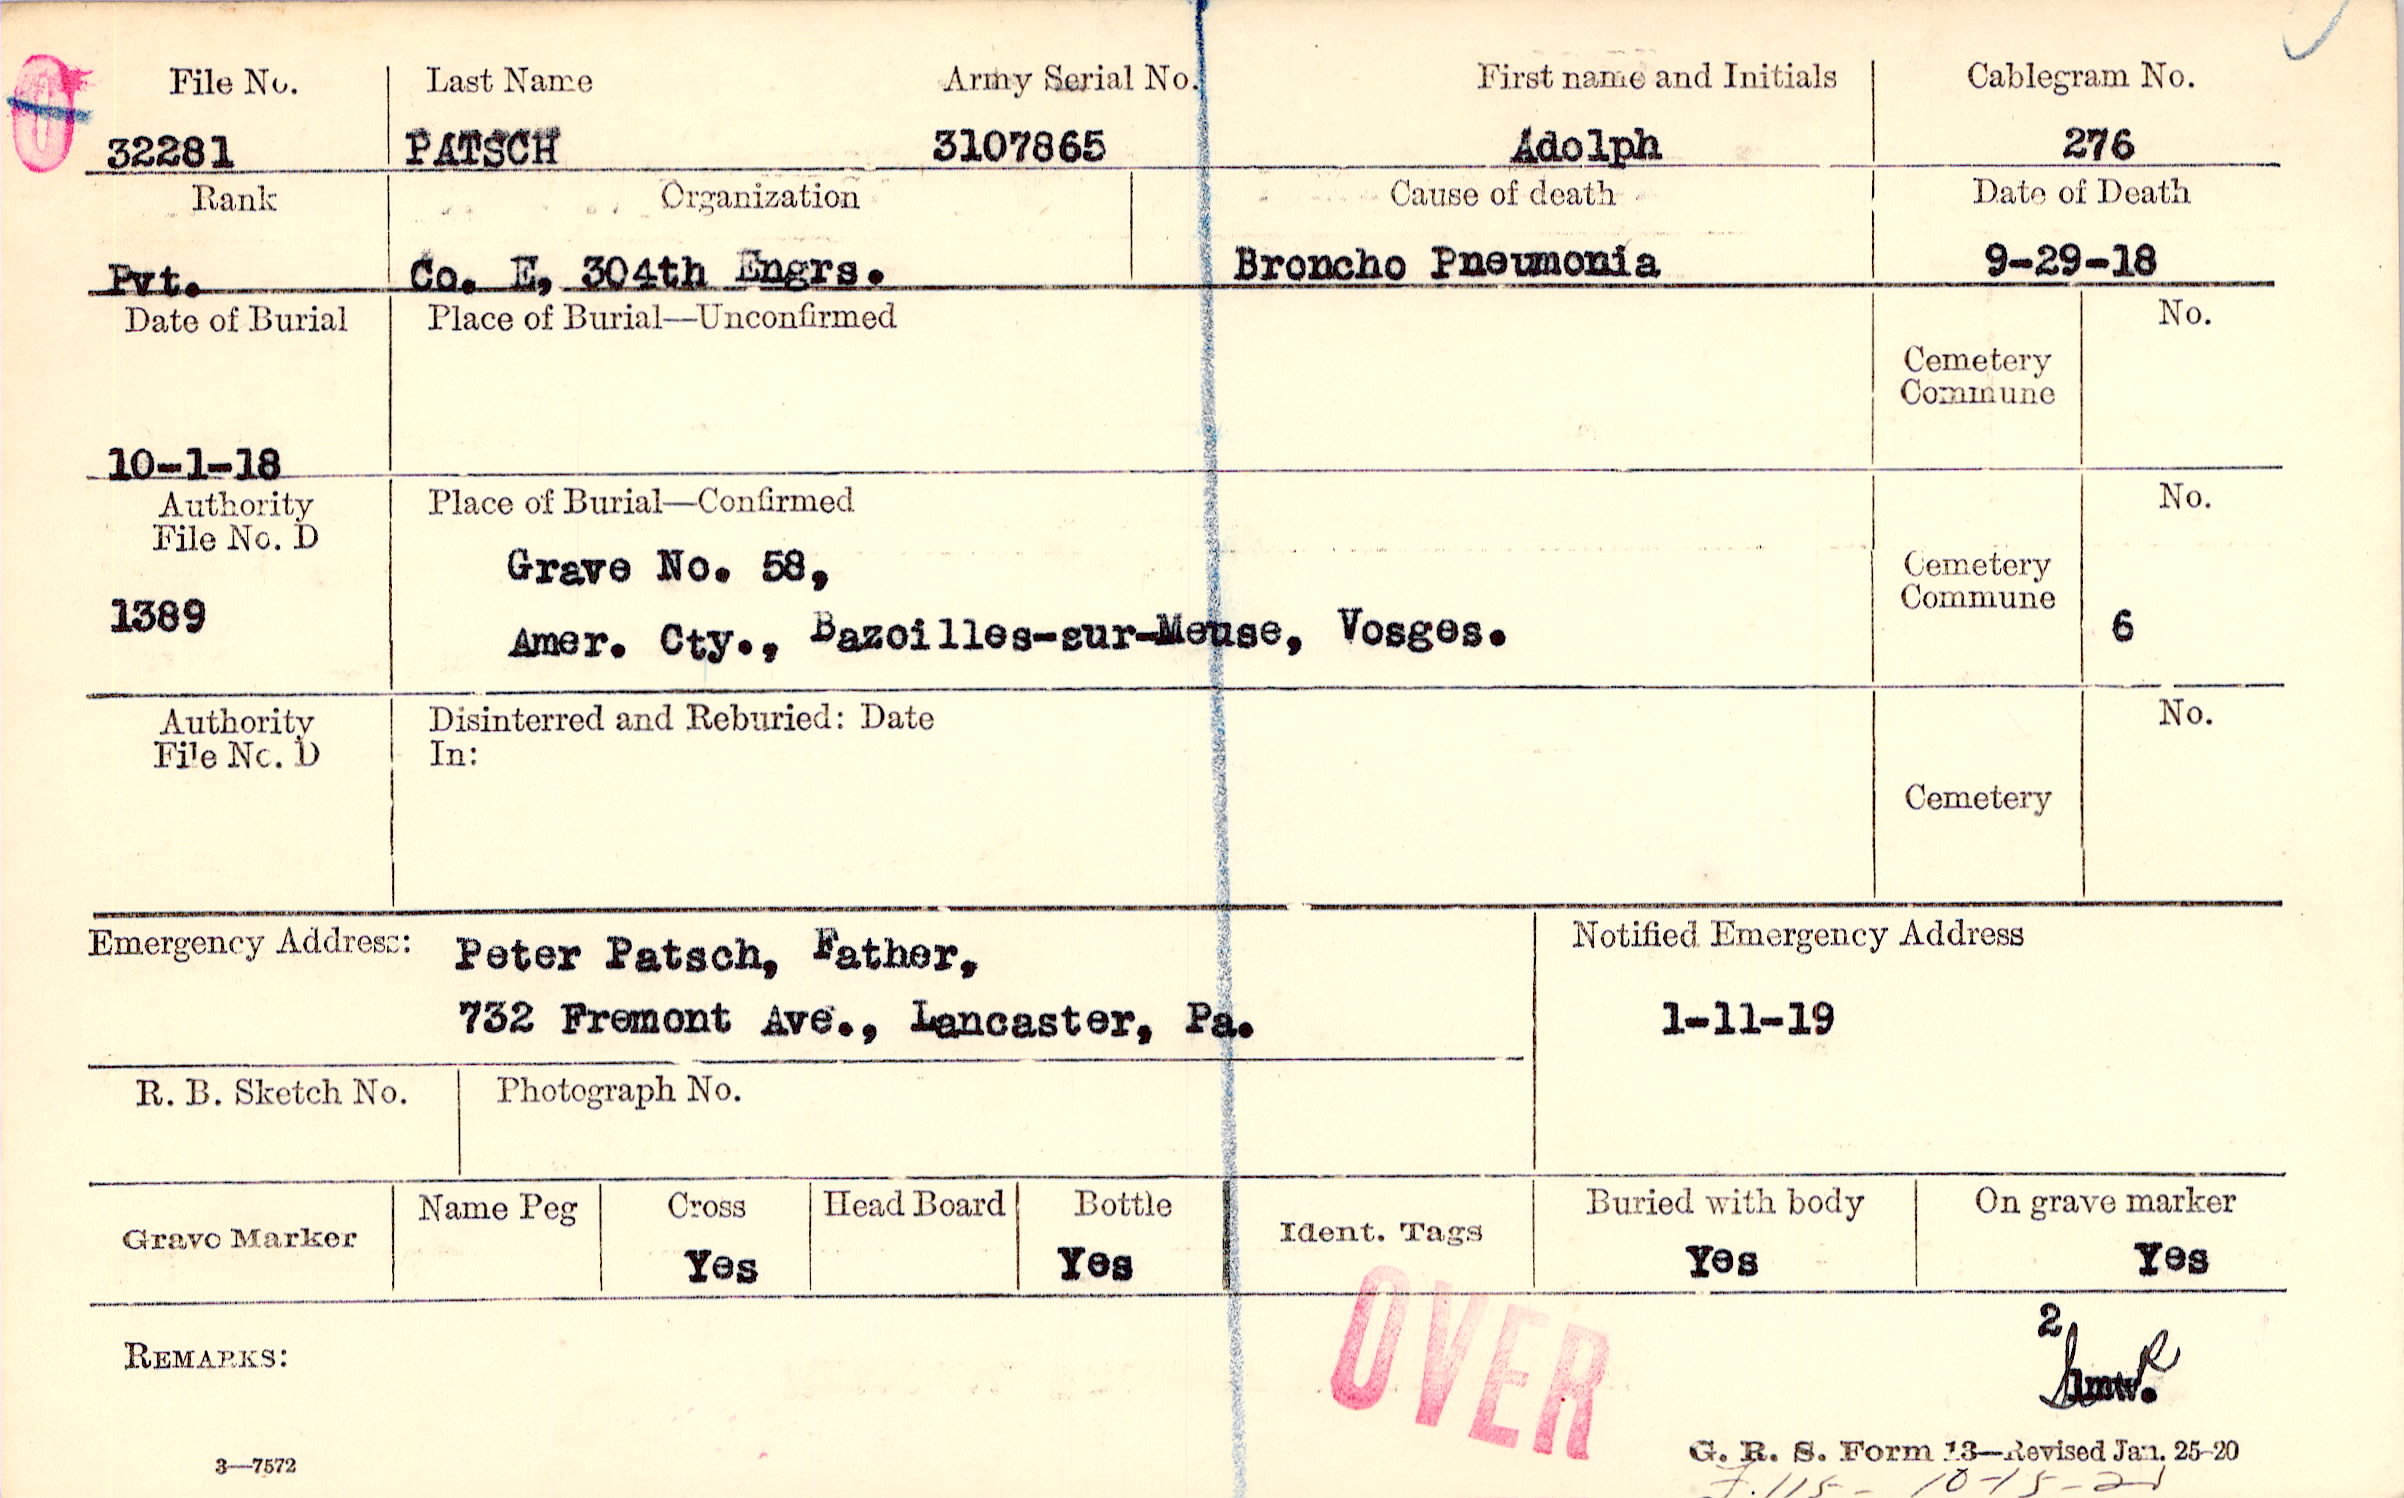 File No. Last Name Army Serial No. First name and Initials Cablegram No.
32281 PATSCH 3107865 Adolph 276
Rank Organization Cause of death Date of Death
Pvt. Co. E, 304th Engrs. Broncho Pneumonia 9-29-18
Date of Burial Place of Burial—Unconfirmed No.
Cemetery
Commune
10-1-18
Authority Place of Burial—Confirmed No.
File No. D
Grave No. 58, Cemetery
1389 Commune
Amer. Cty., Bazoilles-sur-Meuse, Vosges. 6
Authority Disinterred and Reburied: Date No.
File No. D In:
Cemetery
Emergency Address: Peter Patsch, Father, Notified Emergency Address
732 Fremont Ave., Lancaster, Pa. 1-11-19
R. B. Sketch No. Photograph No.
Grave Marker Name Peg Cross Head Board Bottle Ident. Tags Buried with body On grave marker
Yes Yes Yes Yes
OVER
2
REMARKS:
3—7572 G. R. S. Form 13—Revised Jan. 25-20